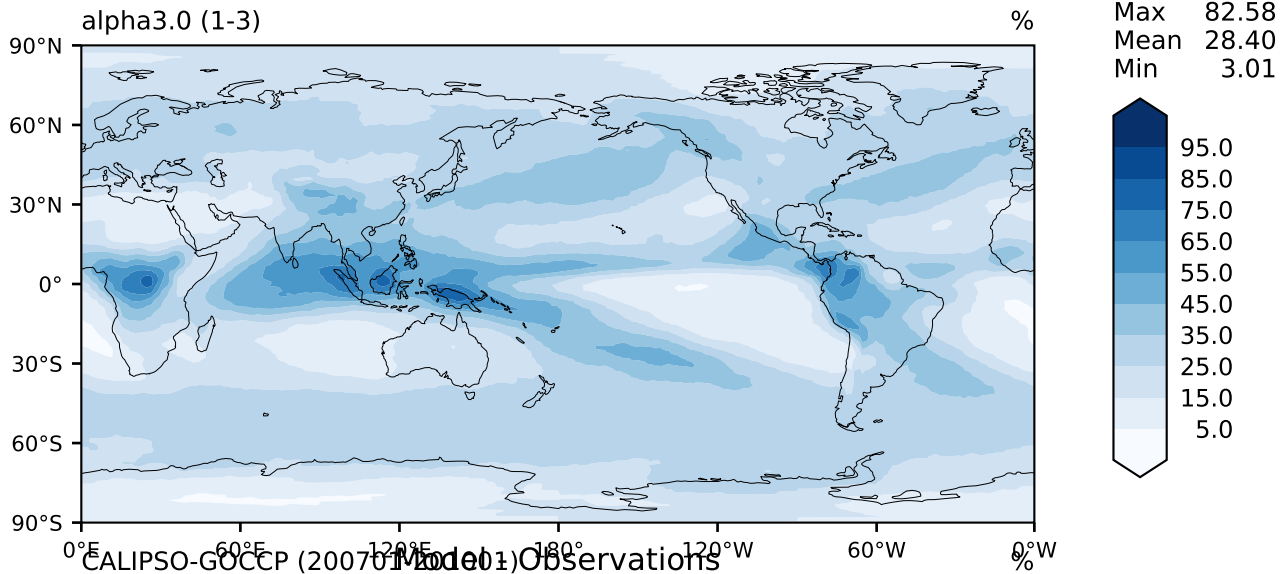 alpha3.0 (1-3) %
Max 82.58
Mean 28.40
Min 3.01
90°N
60°N
30°N
0°
30°S
60°S
90°S
95.0
85.0
75.0
65.0
55.0
45.0
35.0
25.0
15.0
5.0
0°E 60°E 120°E 180° 120°W 60°W 0°W
CALIPSO-GOCCP %
Model - Observations